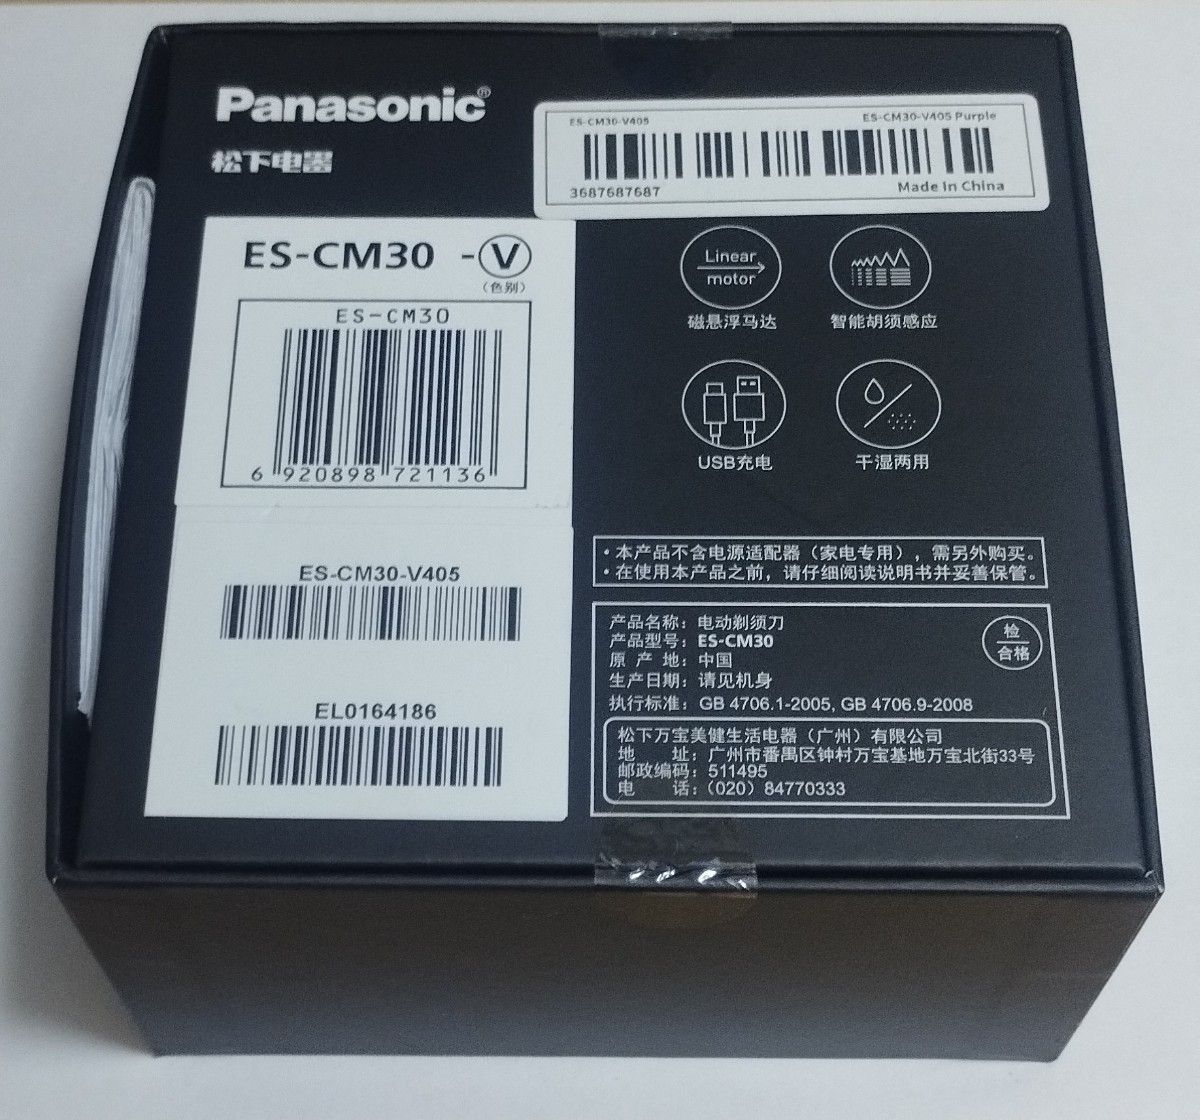 Panasonic®
松下电器
ES-CM30-V405 ES-CM30-V405 Purple
3687687687 Made In China
ES-CM30 -Ⓥ
(色别)
ES-CM30
6 920898 721136
ES-CM30-V405
EL0164186
Linear
motor
磁悬浮马达
智能胡须感应
USB充电
干湿两用
·本产品不含电源适配器（家电专用），需另外购买。
·在使用本产品之前，请仔细阅读说明书并妥善保管。
产品名称：电动剃须刀
产品型号：ES-CM30
原 产 地：中国
生产日期：请见机身
执行标准：GB 4706.1-2005, GB 4706.9-2008
检
合格
松下万宝美健生活电器（广州）有限公司
地 址：广州市番禺区钟村万宝基地万宝北街33号
邮政编码：511495
电 话：（020）84770333